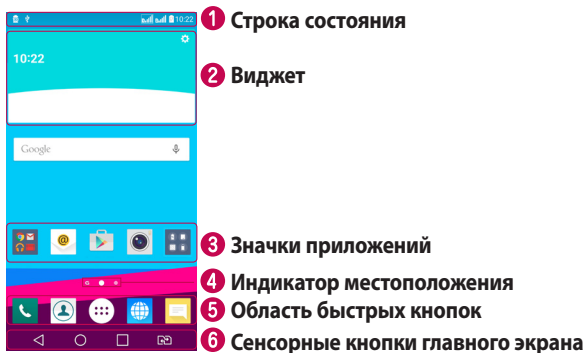 10:22
1 Строка состояния
10:22
2 Виджет
Google
3 Значки приложений
4 Индикатор местоположения
5 Область быстрых кнопок
6 Сенсорные кнопки главного экрана